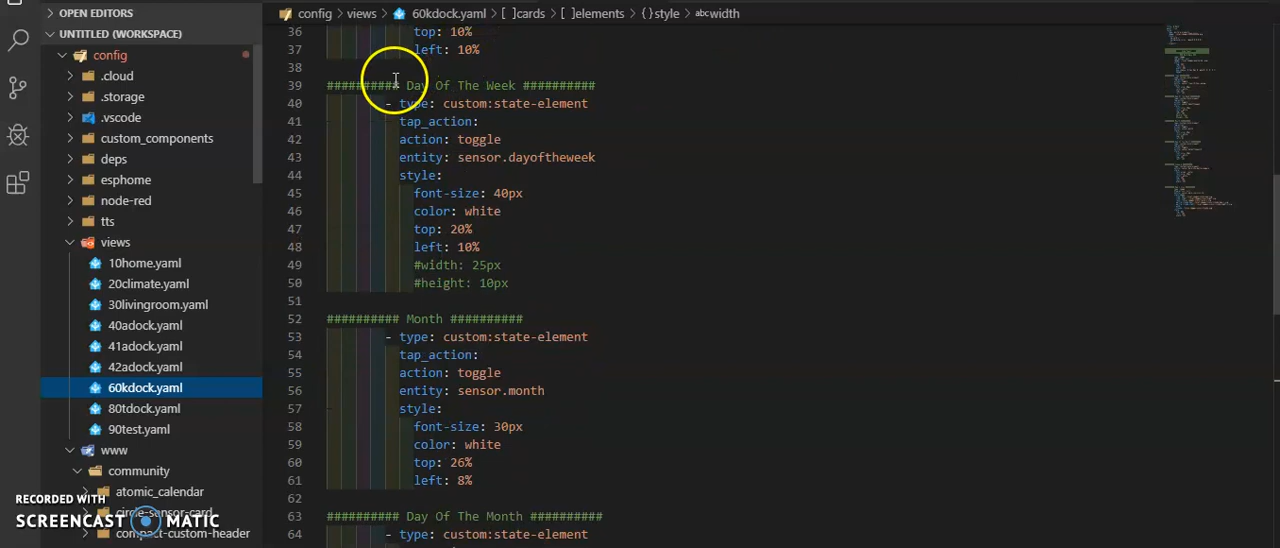 OPEN EDITORS
config > views > 60kdock.yaml > [ ]cards > [ ]elements > { }style > abcwidth
UNTITLED (WORKSPACE)
config
.cloud
.storage
.vscode
custom_components
deps
esphome
node-red
tts
views
10home.yaml
20climate.yaml
30livingroom.yaml
40adock.yaml
41adock.yaml
42adock.yaml
60kdock.yaml
80tdock.yaml
90test.yaml
www
community
atomic_calendar
circle-sensor-card
compact-custom-header
RECORDED WITH
SCREENCAST MATIC
36 top: 10%
37 left: 10%
38
39 ########## Day Of The Week ##########
40 - type: custom:state-element
41 tap_action:
42 action: toggle
43 entity: sensor.dayoftheweek
44 style:
45 font-size: 40px
46 color: white
47 top: 20%
48 left: 10%
49 #width: 25px
50 #height: 10px
51
52 ########## Month ##########
53 - type: custom:state-element
54 tap_action:
55 action: toggle
56 entity: sensor.month
57 style:
58 font-size: 30px
59 color: white
60 top: 26%
61 left: 8%
62
63 ########## Day Of The Month ##########
64 - type: custom:state-element